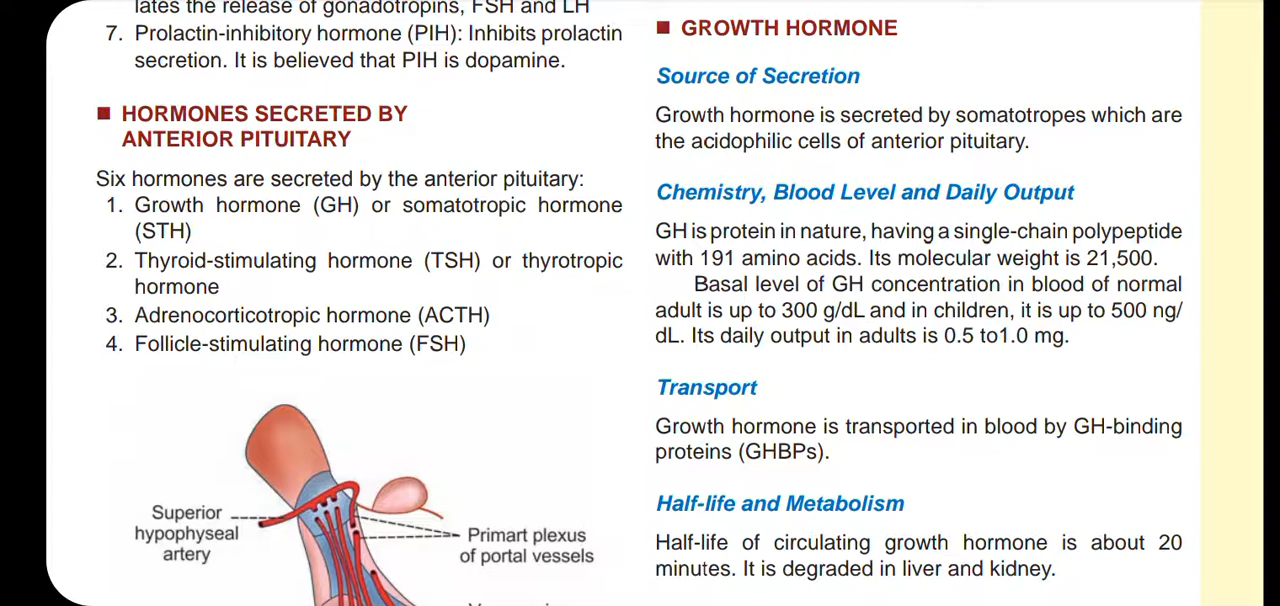 lates the release of gonadotropins, FSH and LH
7. Prolactin-inhibitory hormone (PIH): Inhibits prolactin
secretion. It is believed that PIH is dopamine.
■ HORMONES SECRETED BY
ANTERIOR PITUITARY
Six hormones are secreted by the anterior pituitary:
1. Growth hormone (GH) or somatotropic hormone
(STH)
2. Thyroid-stimulating hormone (TSH) or thyrotropic
hormone
3. Adrenocorticotropic hormone (ACTH)
4. Follicle-stimulating hormone (FSH)
Superior
hypophyseal
artery
Primart plexus
of portal vessels
■ GROWTH HORMONE
Source of Secretion
Growth hormone is secreted by somatotropes which are
the acidophilic cells of anterior pituitary.
Chemistry, Blood Level and Daily Output
GH is protein in nature, having a single-chain polypeptide
with 191 amino acids. Its molecular weight is 21,500.
Basal level of GH concentration in blood of normal
adult is up to 300 g/dL and in children, it is up to 500 ng/
dL. Its daily output in adults is 0.5 to1.0 mg.
Transport
Growth hormone is transported in blood by GH-binding
proteins (GHBPs).
Half-life and Metabolism
Half-life of circulating growth hormone is about 20
minutes. It is degraded in liver and kidney.